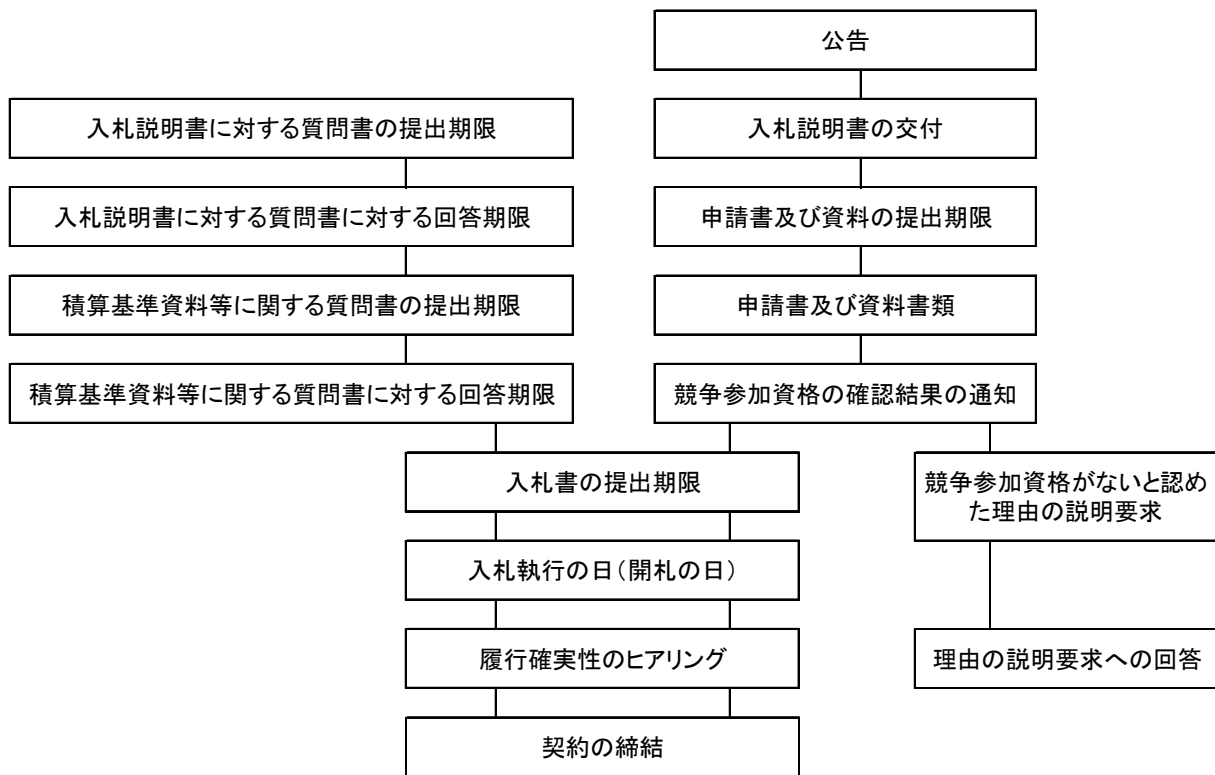 公告
入札説明書に対する質問書の提出期限
入札説明書の交付
入札説明書に対する質問書に対する回答期限
申請書及び資料の提出期限
積算基準資料等に関する質問書の提出期限
申請書及び資料書類
積算基準資料等に関する質問書に対する回答期限
競争参加資格の確認結果の通知
入札書の提出期限
競争参加資格がないと認め
た理由の説明要求
入札執行の日(開札の日)
履行確実性のヒアリング
理由の説明要求への回答
契約の締結